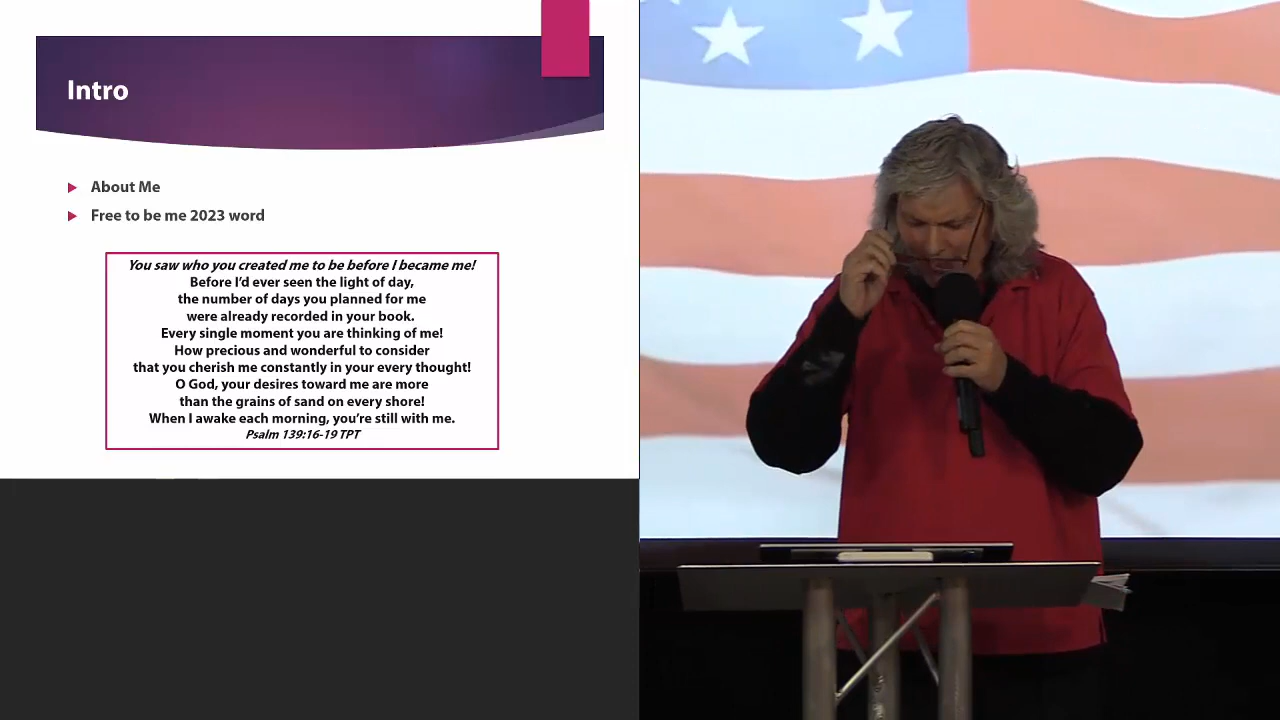 Intro
About Me
Free to be me 2023 word
You saw who you created me to be before I became me!
Before I'd ever seen the light of day,
the number of days you planned for me
were already recorded in your book.
Every single moment you are thinking of me!
How precious and wonderful to consider
that you cherish me constantly in your every thought!
O God, your desires toward me are more
than the grains of sand on every shore!
When I awake each morning, you're still with me.
Psalm 139:16-19 TPT